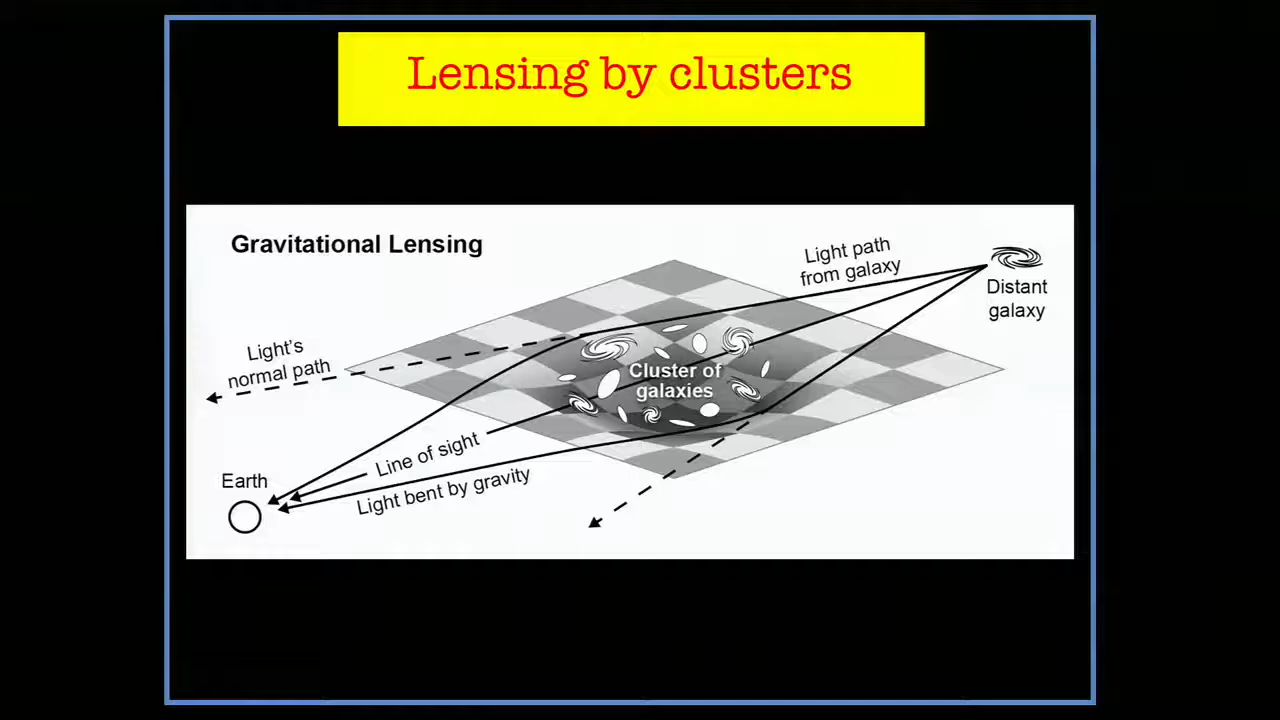 Lensing by clusters
Gravitational Lensing
Light path
from galaxy
Distant
galaxy
Light's
normal path
Cluster of
galaxies
Line of sight
Earth
Light bent by gravity